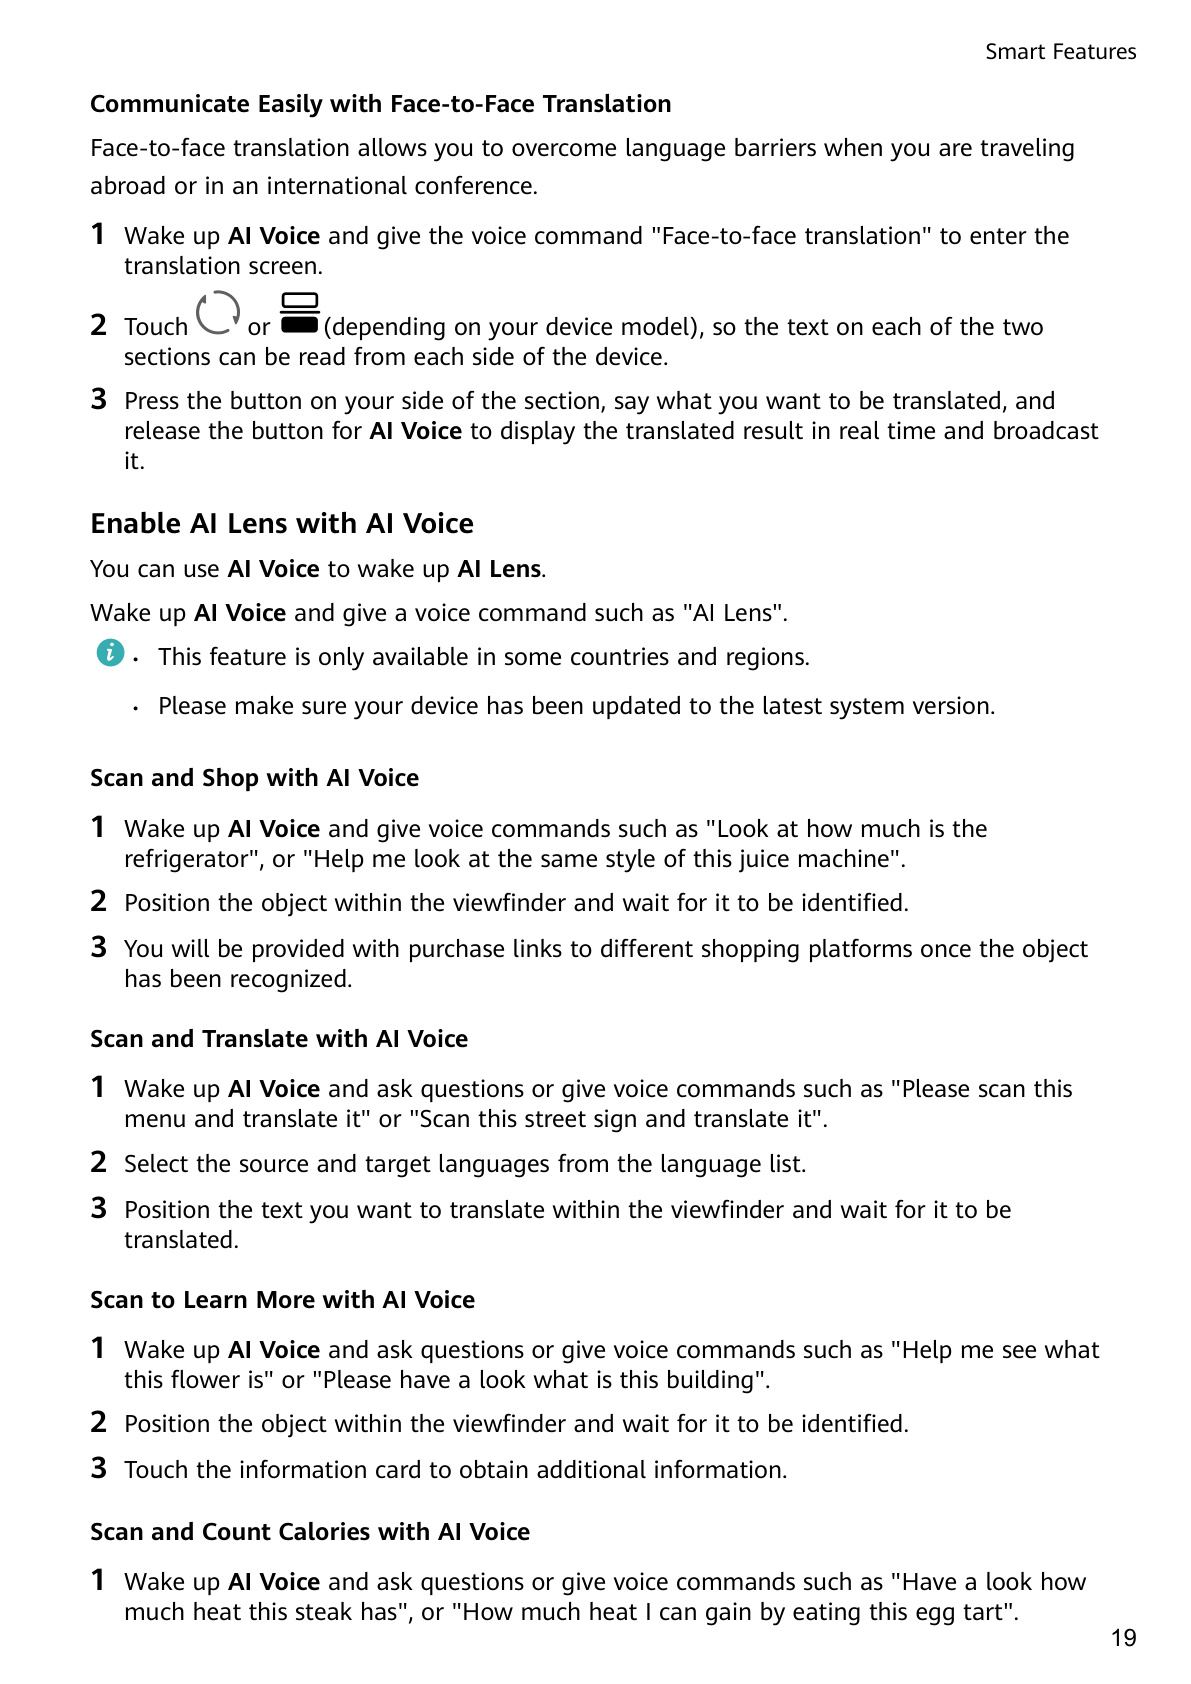 Smart Features
Communicate Easily with Face-to-Face Translation
Face-to-face translation allows you to overcome language barriers when you are traveling
abroad or in an international conference.
1 Wake up AI Voice and give the voice command "Face-to-face translation" to enter the
translation screen.
2 Touch or (depending on your device model), so the text on each of the two
sections can be read from each side of the device.
3 Press the button on your side of the section, say what you want to be translated, and
release the button for AI Voice to display the translated result in real time and broadcast
it.
Enable AI Lens with AI Voice
You can use AI Voice to wake up AI Lens.
Wake up AI Voice and give a voice command such as "AI Lens".
i • This feature is only available in some countries and regions.
• Please make sure your device has been updated to the latest system version.
Scan and Shop with AI Voice
1 Wake up AI Voice and give voice commands such as "Look at how much is the
refrigerator", or "Help me look at the same style of this juice machine".
2 Position the object within the viewfinder and wait for it to be identified.
3 You will be provided with purchase links to different shopping platforms once the object
has been recognized.
Scan and Translate with AI Voice
1 Wake up AI Voice and ask questions or give voice commands such as "Please scan this
menu and translate it" or "Scan this street sign and translate it".
2 Select the source and target languages from the language list.
3 Position the text you want to translate within the viewfinder and wait for it to be
translated.
Scan to Learn More with AI Voice
1 Wake up AI Voice and ask questions or give voice commands such as "Help me see what
this flower is" or "Please have a look what is this building".
2 Position the object within the viewfinder and wait for it to be identified.
3 Touch the information card to obtain additional information.
Scan and Count Calories with AI Voice
1 Wake up AI Voice and ask questions or give voice commands such as "Have a look how
much heat this steak has", or "How much heat I can gain by eating this egg tart".
19